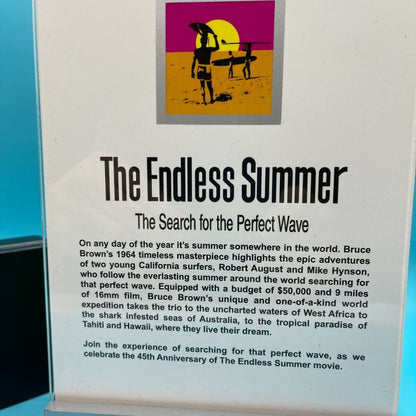 The Endless Summer
The Search for the Perfect Wave
On any day of the year it's summer somewhere in the world. Bruce
Brown's 1964 timeless masterpiece highlights the epic adventures
of two young California surfers, Robert August and Mike Hynson,
who follow the everlasting summer around the world searching for
that perfect wave. Equipped with a budget of $50,000 and 9 miles
of 16mm film, Bruce Brown's unique and one-of-a-kind world
expedition takes the trio to the uncharted waters of West Africa to
the shark infested seas of Australia, to the tropical paradise of
Tahiti and Hawaii, where they live their dream.
Join the experience of searching for that perfect wave, as we
celebrate the 45th Anniversary of The Endless Summer movie.